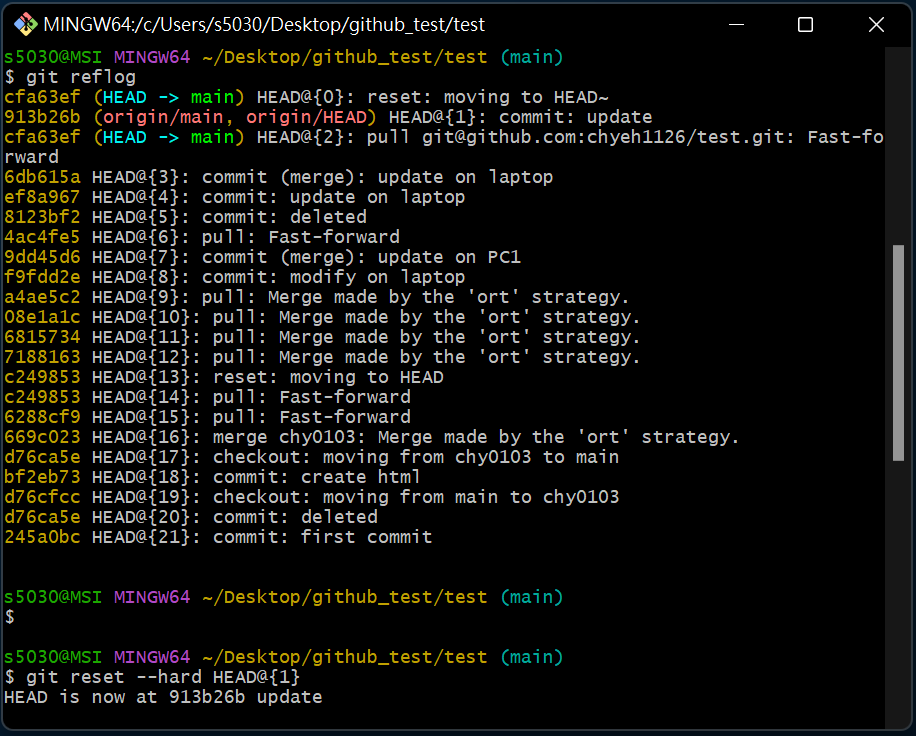 MINGW64:/c/Users/s5030/Desktop/github_test/test
s5030@MSI MINGW64 ~/Desktop/github_test/test (main)
$ git reflog
cfa63ef (HEAD -> main) HEAD@{0}: reset: moving to HEAD~
913b26b (origin/main, origin/HEAD) HEAD@{1}: commit: update
cfa63ef (HEAD -> main) HEAD@{2}: pull git@github.com:chyeh1126/test.git: Fast-fo
rward
6db615a HEAD@{3}: commit (merge): update on laptop
ef8a967 HEAD@{4}: commit: update on laptop
8123bf2 HEAD@{5}: commit: deleted
4ac4fe5 HEAD@{6}: pull: Fast-forward
9dd45d6 HEAD@{7}: commit (merge): update on PC1
f9fdd2e HEAD@{8}: commit: modify on laptop
a4ae5c2 HEAD@{9}: pull: Merge made by the 'ort' strategy.
08e1a1c HEAD@{10}: pull: Merge made by the 'ort' strategy.
6815734 HEAD@{11}: pull: Merge made by the 'ort' strategy.
7188163 HEAD@{12}: pull: Merge made by the 'ort' strategy.
c249853 HEAD@{13}: reset: moving to HEAD
c249853 HEAD@{14}: pull: Fast-forward
6288cf9 HEAD@{15}: pull: Fast-forward
669c023 HEAD@{16}: merge chy0103: Merge made by the 'ort' strategy.
d76ca5e HEAD@{17}: checkout: moving from chy0103 to main
bf2eb73 HEAD@{18}: commit: create html
d76cfcc HEAD@{19}: checkout: moving from main to chy0103
d76ca5e HEAD@{20}: commit: deleted
245a0bc HEAD@{21}: commit: first commit
s5030@MSI MINGW64 ~/Desktop/github_test/test (main)
$
s5030@MSI MINGW64 ~/Desktop/github_test/test (main)
$ git reset --hard HEAD@{1}
HEAD is now at 913b26b update